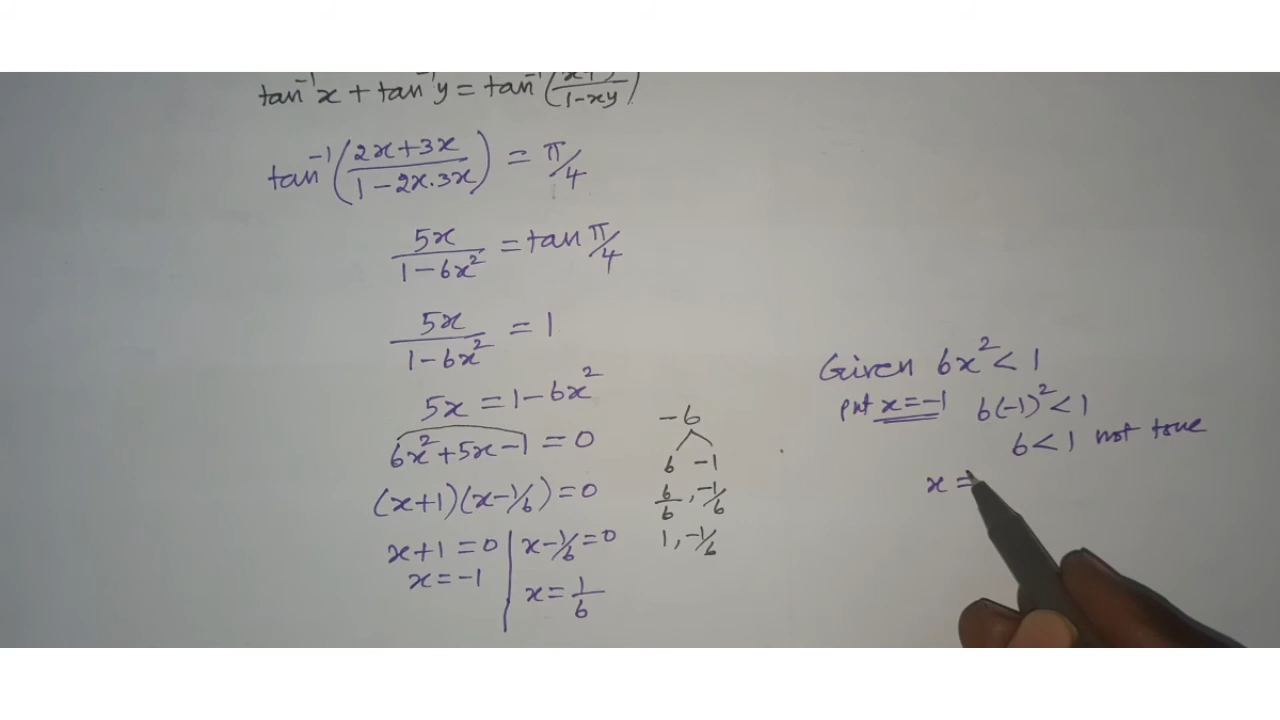 tan⁻¹x + tan⁻¹y = tan⁻¹(x+y/1-xy)
tan⁻¹(2x+3x/1-2x.3x) = π/4
5x/1-6x² = tan π/4
5x/1-6x² = 1
5x = 1-6x²
6x²+5x-1 = 0
(x+1)(x-1/6) = 0
x+1 = 0 | x-1/6 = 0
x = -1 | x = 1/6
-6
6 -1
6/6, -1/6
1, -1/6
Given 6x² < 1
put x = -1 6(-1)² < 1
6 < 1 not true
x =